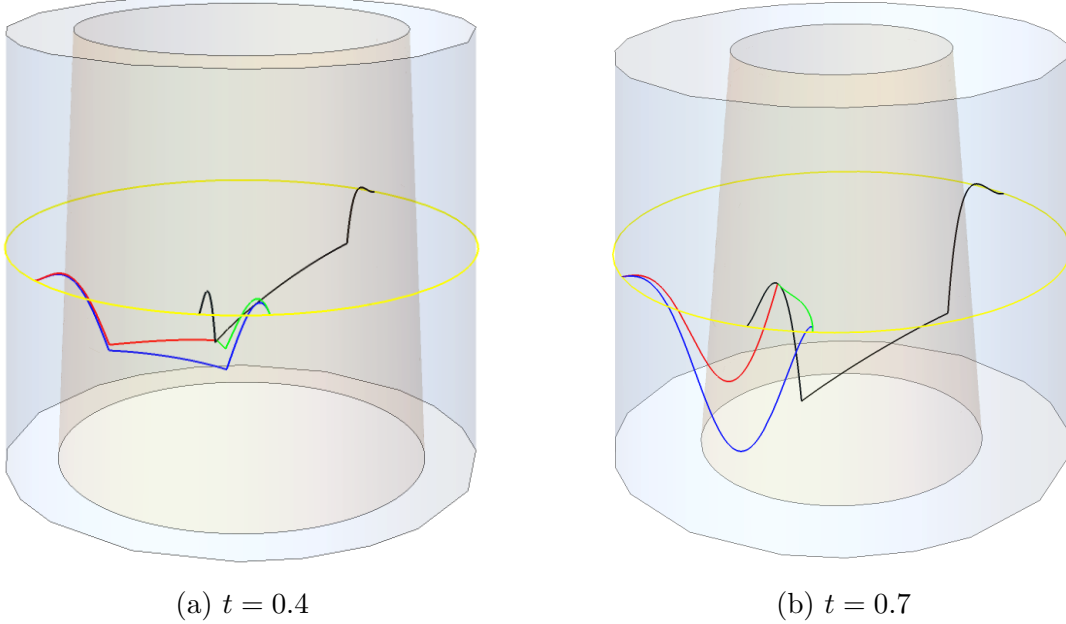 (a) t = 0.4
(b) t = 0.7